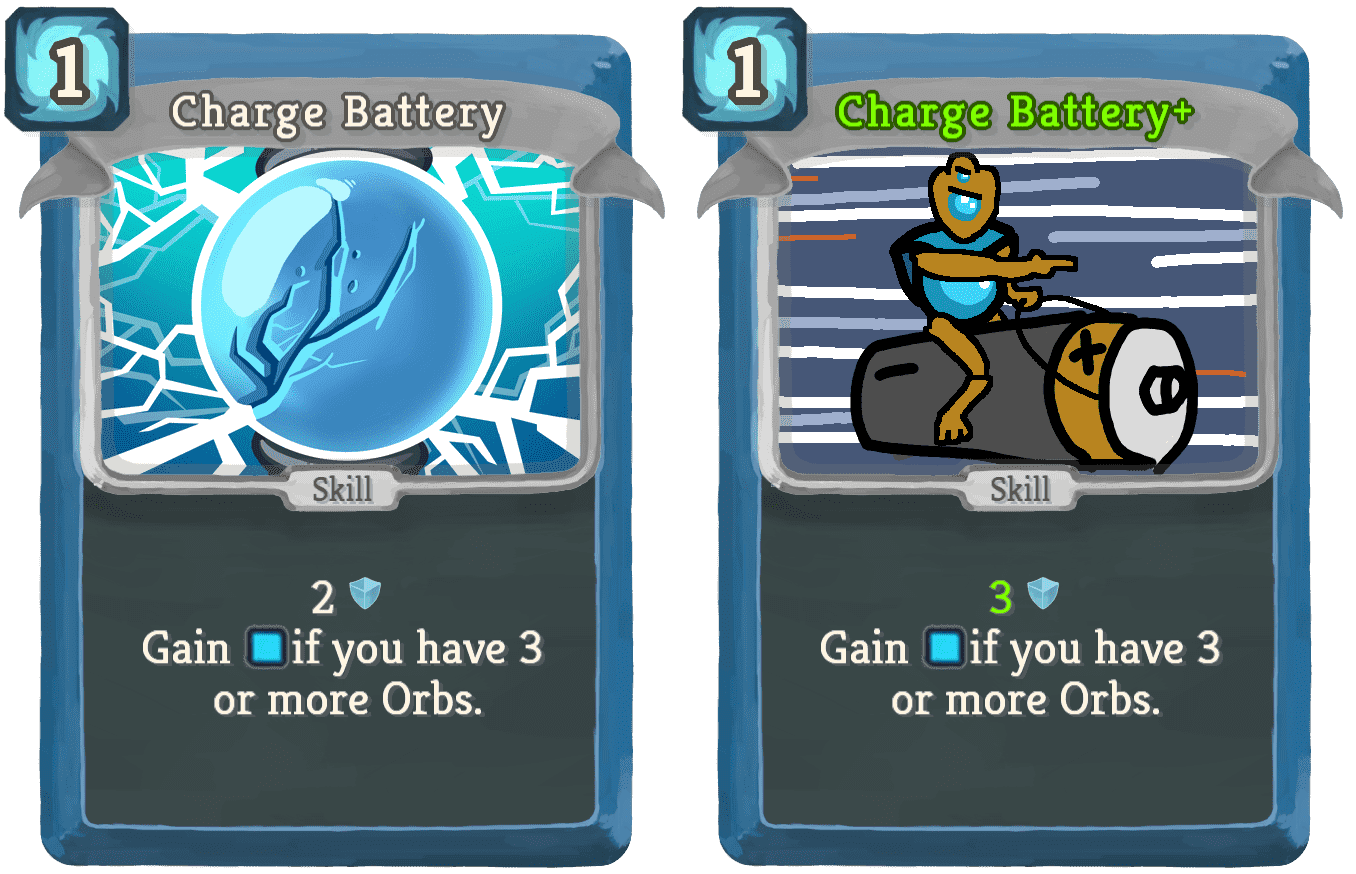 1
Charge Battery
Skill
2
Gain if you have 3
or more Orbs.
1
Charge Battery+
Skill
3
Gain if you have 3
or more Orbs.